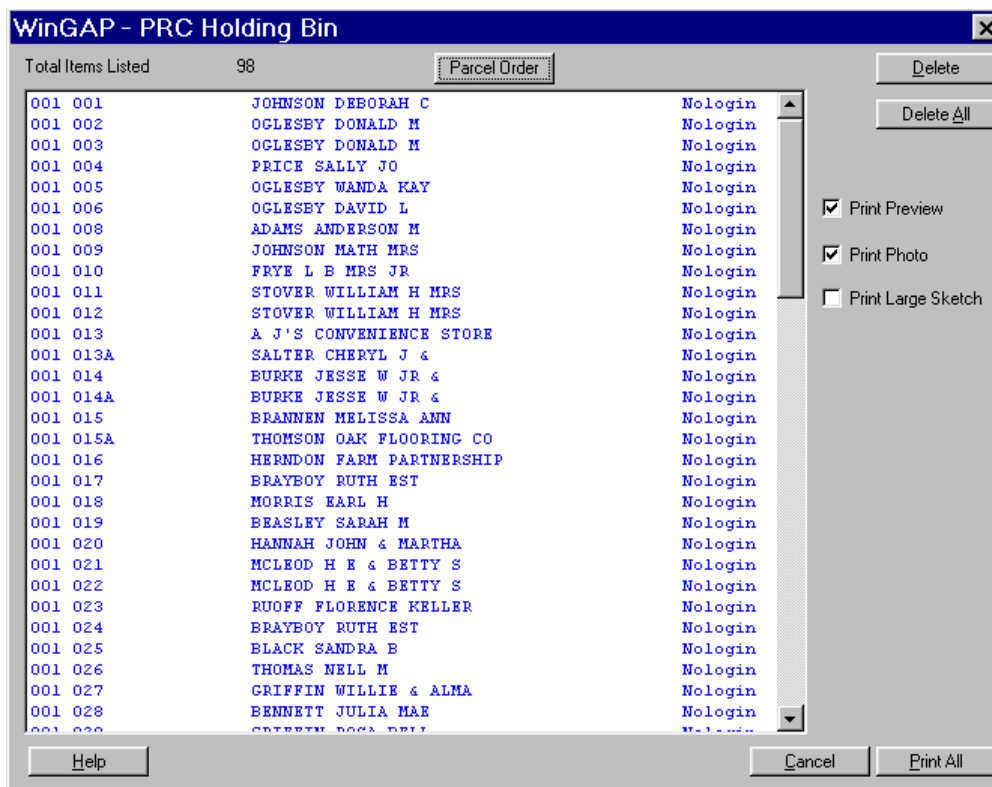 WinGAP - PRC Holding Bin
Total Items Listed 98 Parcel Order Delete
Delete All
001 001 JOHNSON DEBORAH C Nologin
001 002 OGLESBY DONALD M Nologin
001 003 OGLESBY DONALD M Nologin
001 004 PRICE SALLY JO Nologin
001 005 OGLESBY WANDA KAY Nologin
001 006 OGLESBY DAVID L Nologin
001 008 ADAMS ANDERSON M Nologin
001 009 JOHNSON MATH MRS Nologin
001 010 FRYE L B MRS JR Nologin
001 011 STOVER WILLIAM H MRS Nologin
001 012 STOVER WILLIAM H MRS Nologin
001 013 A J'S CONVENIENCE STORE Nologin
001 013A SALTER CHERYL J & Nologin
001 014 BURKE JESSE W JR & Nologin
001 014A BURKE JESSE W JR & Nologin
001 015 BRANNEN MELISSA ANN Nologin
001 015A THOMSON OAK FLOORING CO Nologin
001 016 HERNDON FARM PARTNERSHIP Nologin
001 017 BRAYBOY RUTH EST Nologin
001 018 MORRIS EARL H Nologin
001 019 BEASLEY SARAH M Nologin
001 020 HANNAH JOHN & MARTHA Nologin
001 021 MCLEOD H E & BETTY S Nologin
001 022 MCLEOD H E & BETTY S Nologin
001 023 RUOFF FLORENCE KELLER Nologin
001 024 BRAYBOY RUTH EST Nologin
001 025 BLACK SANDRA B Nologin
001 026 THOMAS NELL M Nologin
001 027 GRIFFIN WILLIE & ALMA Nologin
001 028 BENNETT JULIA MAE Nologin
Print Preview
Print Photo
Print Large Sketch
Help Cancel Print All